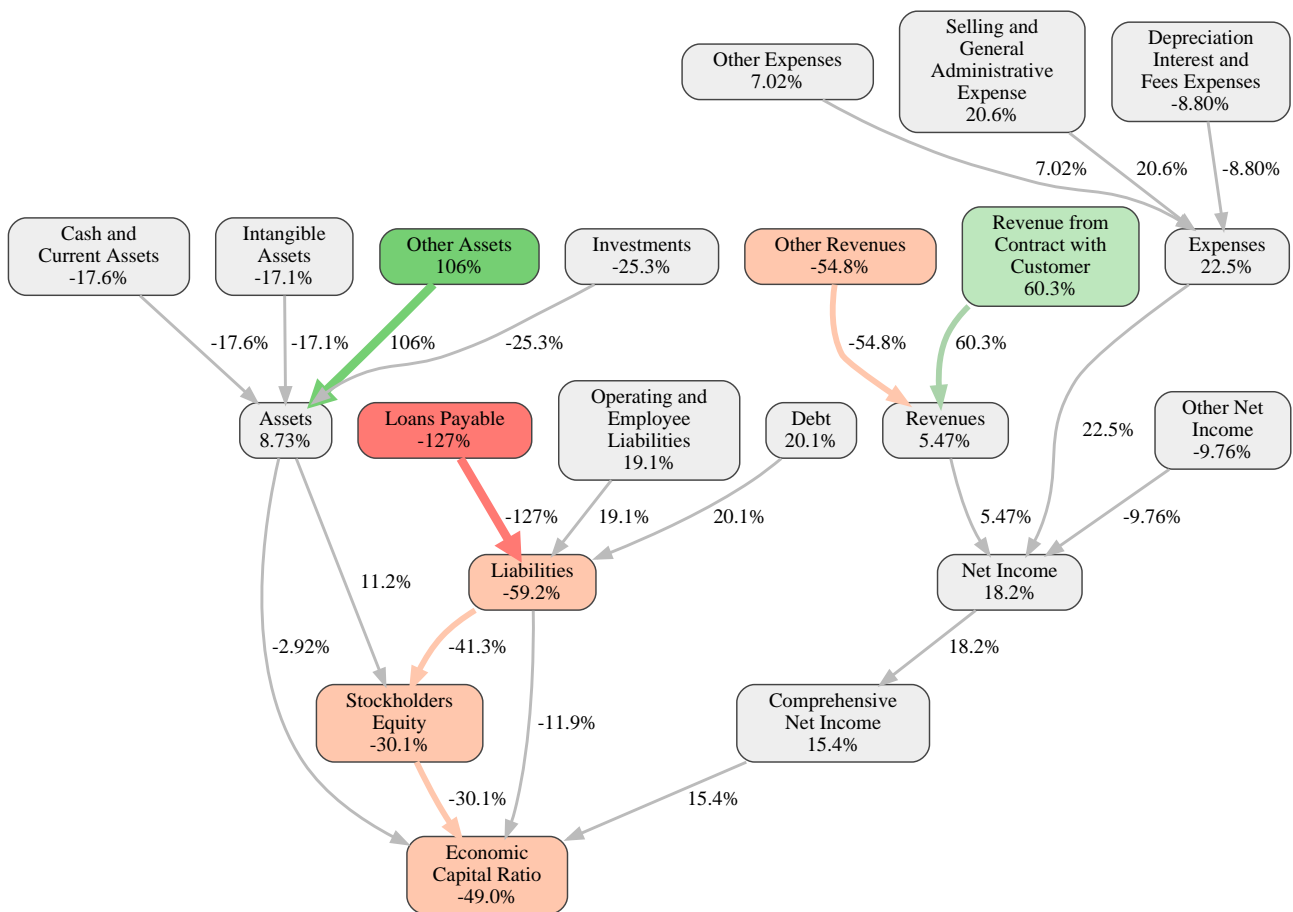 Other Expenses
7.02%
Selling and
General
Administrative
Expense
20.6%
Depreciation
Interest and
Fees Expenses
-8.80%
7.02%
20.6%
-8.80%
Cash and
Current Assets
-17.6%
Intangible
Assets
-17.1%
Other Assets
106%
Investments
-25.3%
Other Revenues
-54.8%
Revenue from
Contract with
Customer
60.3%
Expenses
22.5%
-17.6%
-17.1%
106%
-25.3%
-54.8%
60.3%
Assets
8.73%
Loans Payable
-127%
Operating and
Employee
Liabilities
19.1%
Debt
20.1%
Revenues
5.47%
22.5%
Other Net
Income
-9.76%
-127%
19.1%
20.1%
5.47%
-9.76%
11.2%
Liabilities
-59.2%
Net Income
18.2%
-2.92%
-41.3%
18.2%
Stockholders
Equity
-30.1%
-11.9%
Comprehensive
Net Income
15.4%
-30.1%
15.4%
Economic
Capital Ratio
-49.0%